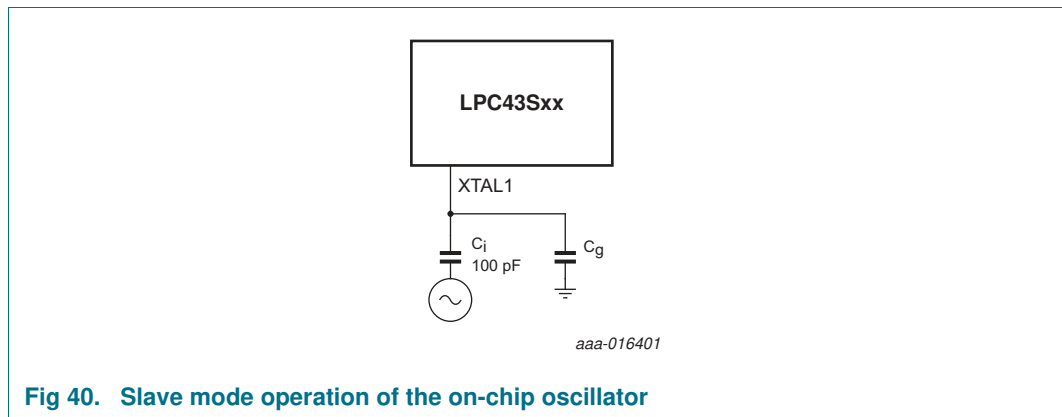 LPC43Sxx
XTAL1
Ci
100 pF
Cg
aaa-016401
Fig 40. Slave mode operation of the on-chip oscillator